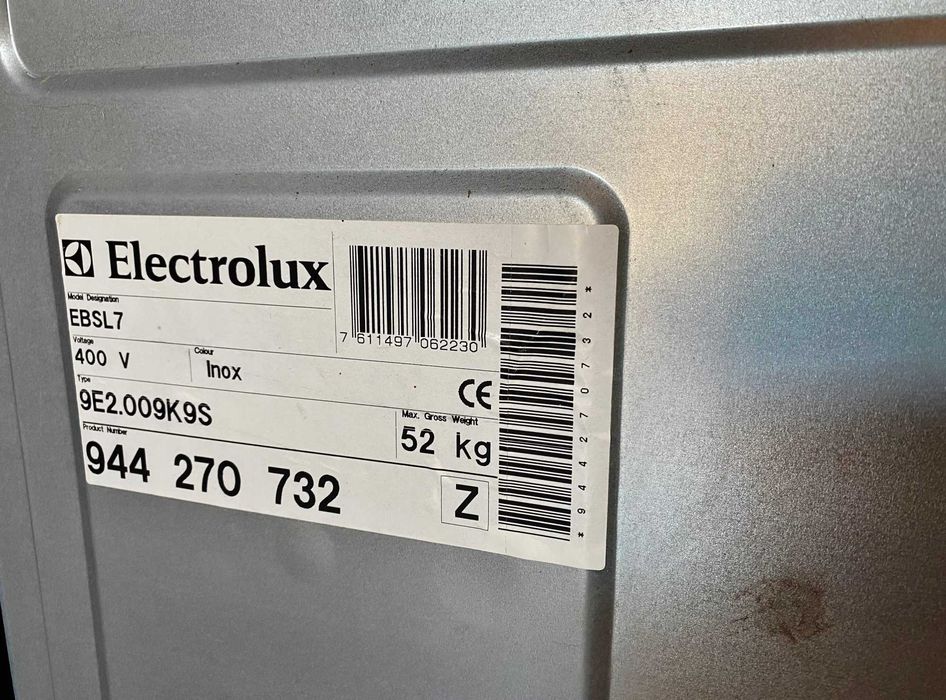 Electrolux
7 611497 062230
Model Designation
EBSL7
Voltage
400 V
Colour
Inox
CE
Type
9E2.009K9S
Max. Gross Weight
52 kg
Product Number
944 270 732
Z
*944270732*